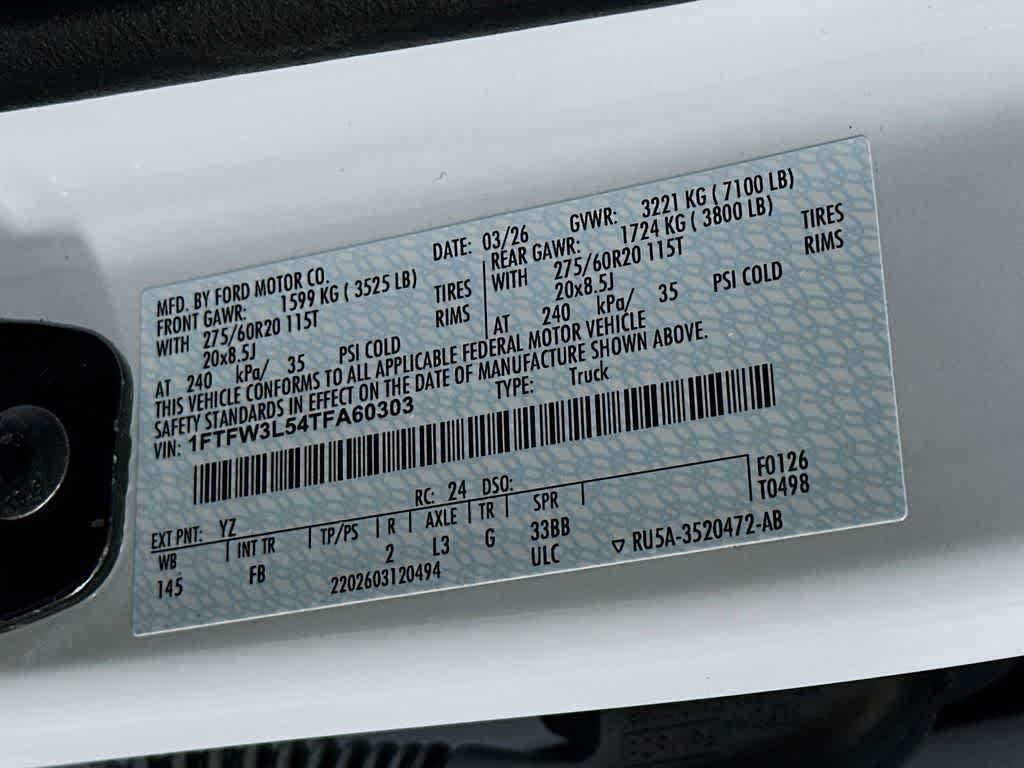 MFD. BY FORD MOTOR CO.
DATE: 03/26 GVWR: 3221 KG ( 7100 LB)
FRONT GAWR: 1599 KG ( 3525 LB)
REAR GAWR: 1724 KG ( 3800 LB)
WITH 275/60R20 115T TIRES
WITH 275/60R20 115T TIRES
20x8.5J RIMS
20x8.5J RIMS
AT 240 kPa/ 35 PSI COLD
AT 240 kPa/ 35 PSI COLD
THIS VEHICLE CONFORMS TO ALL APPLICABLE FEDERAL MOTOR VEHICLE
SAFETY STANDARDS IN EFFECT ON THE DATE OF MANUFACTURE SHOWN ABOVE.
VIN: 1FTFW3L54TFA60303 TYPE: Truck
EXT PNT: YZ RC: 24 DSO: F0126
WB INT TR TP/PS R AXLE TR SPR T0498
145 FB 2 L3 G 33BB
2202603120494 ULC ▽ RU5A-3520472-AB